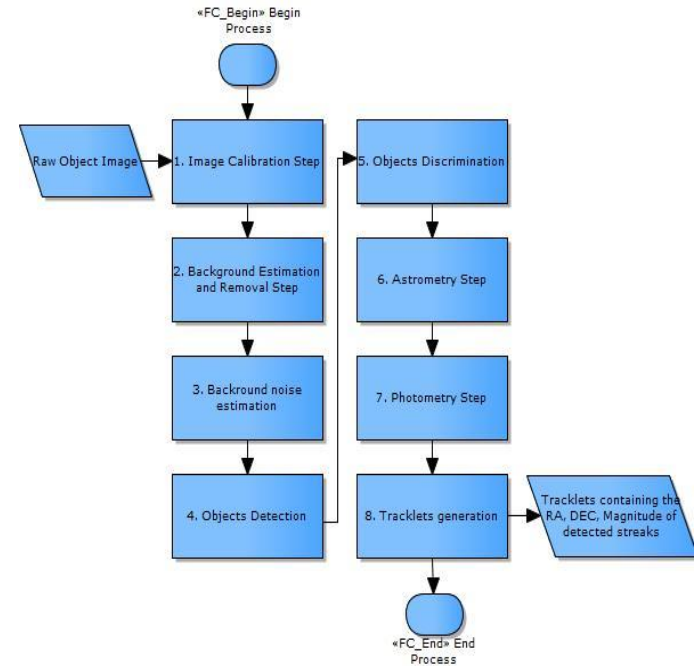 «FC_Begin» Begin
Process
Raw Object Image
1. Image Calibration Step
2. Background Estimation
and Removal Step
3. Backround noise
estimation
4. Objects Detection
5. Objects Discrimination
6. Astrometry Step
7. Photometry Step
8. Tracklets generation
Tracklets containing the
RA, DEC, Magnitude of
detected streaks
«FC_End» End
Process